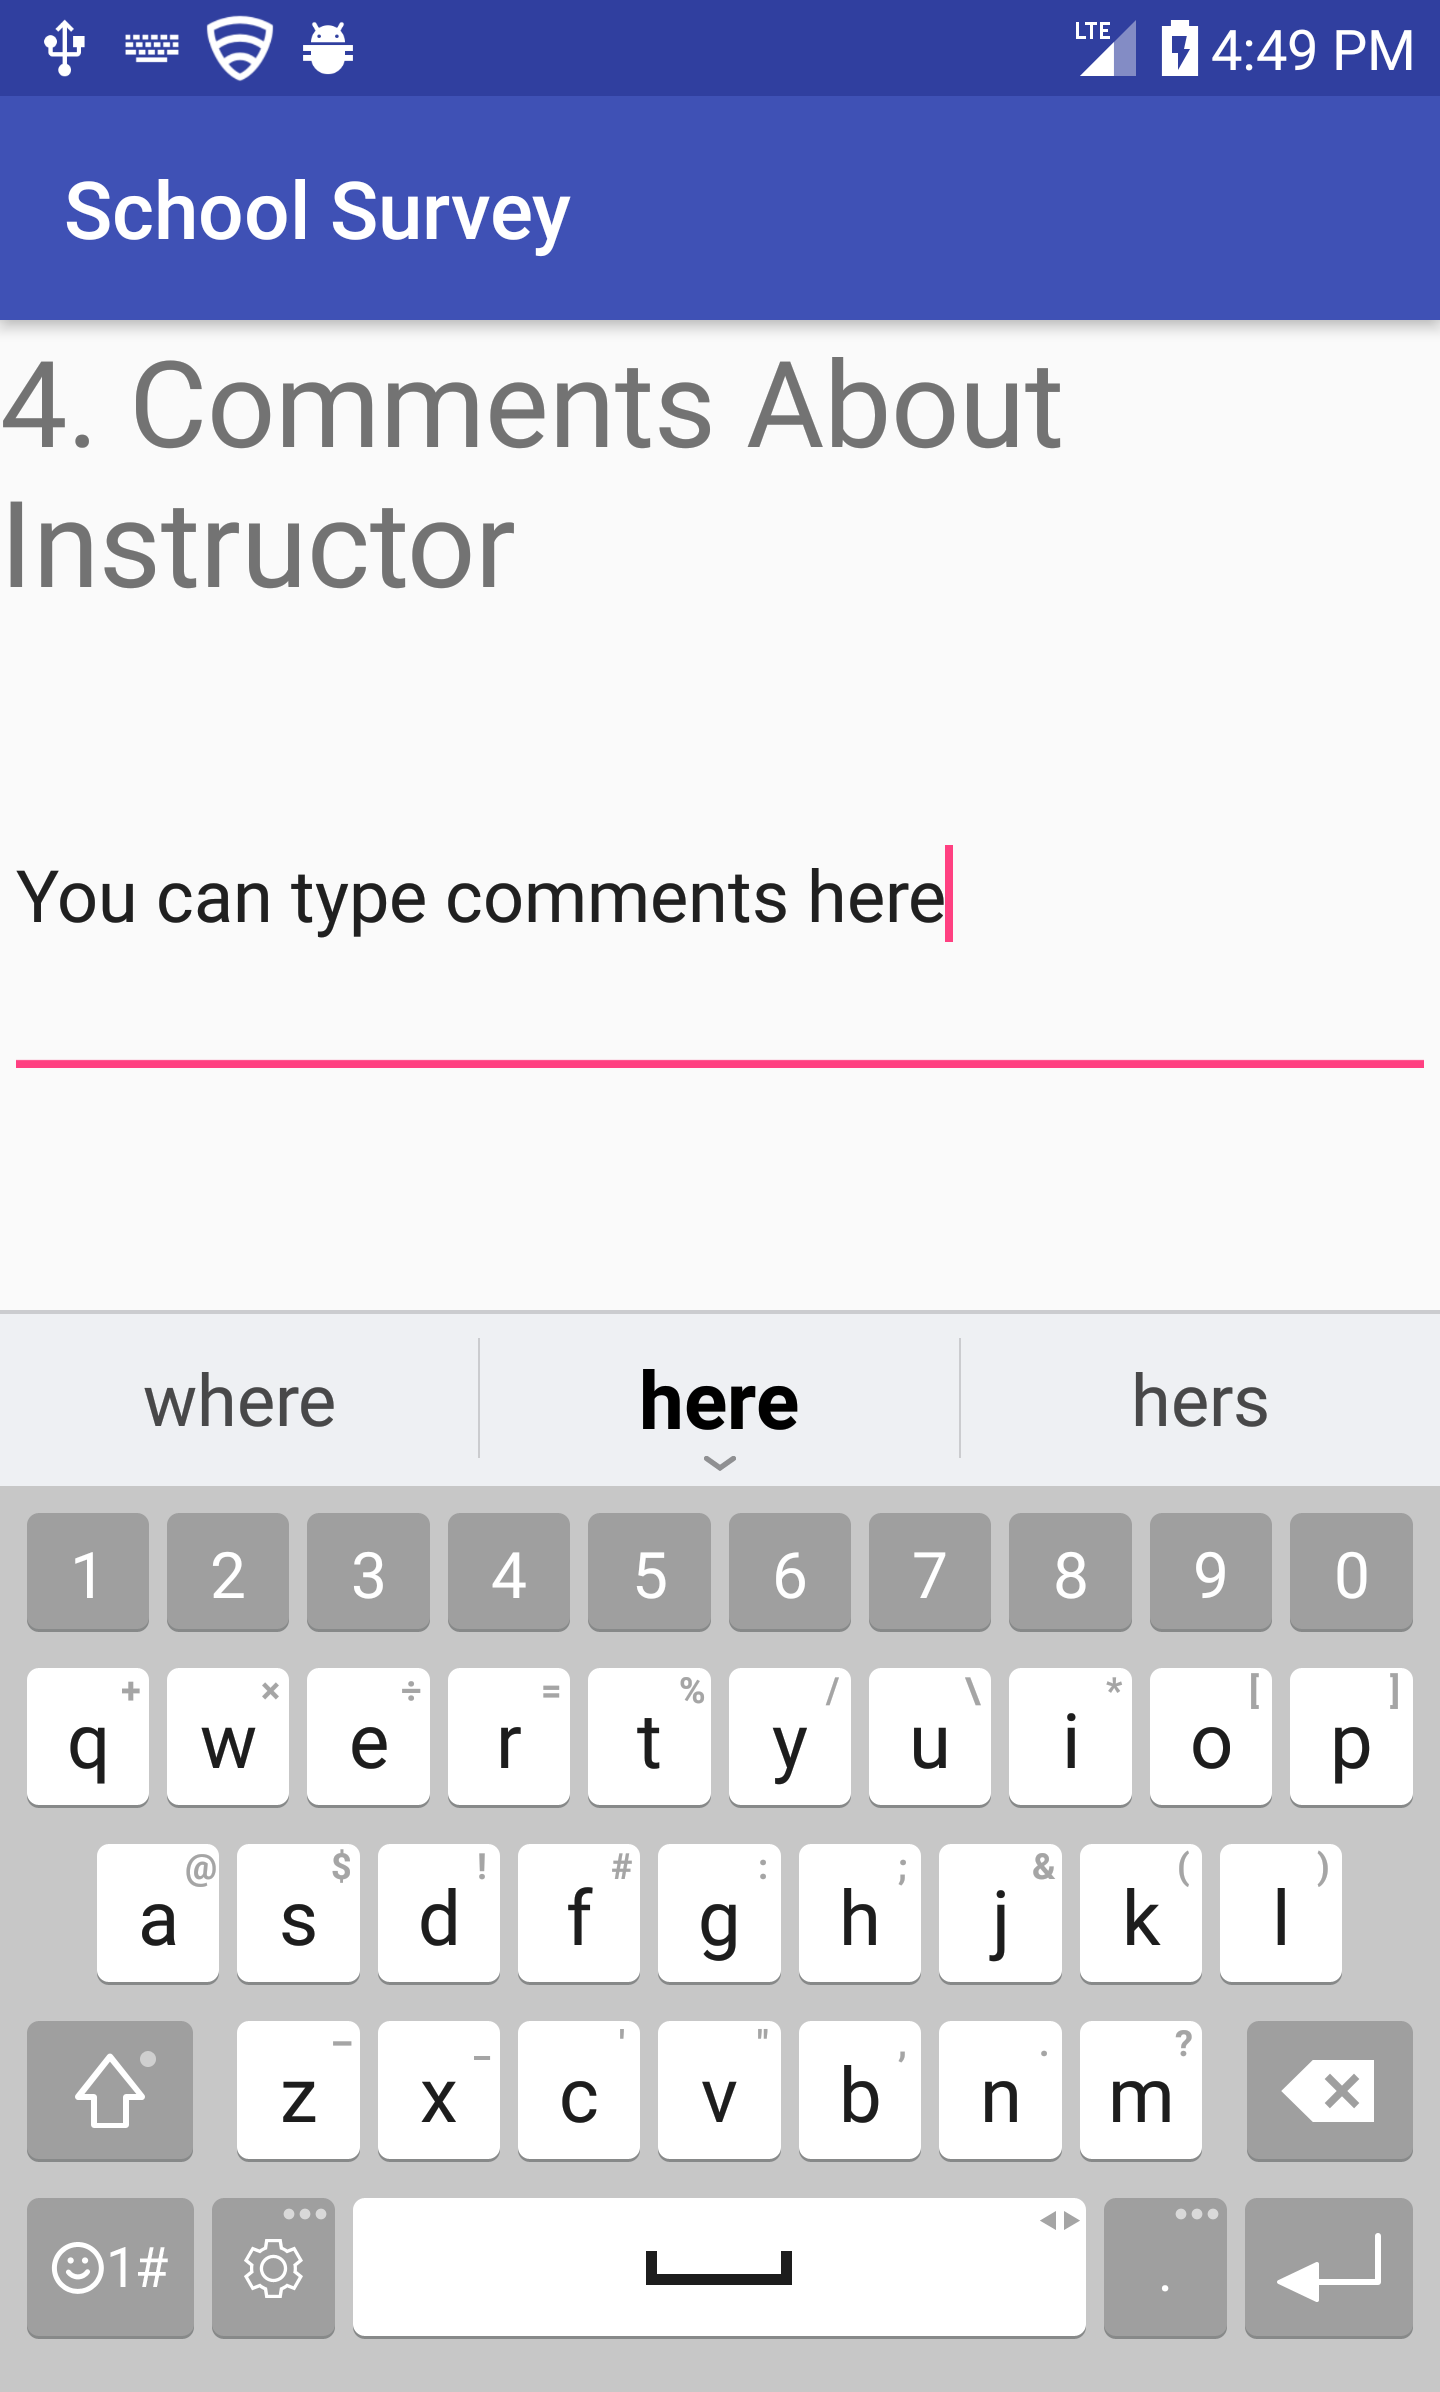 LTE 4:49 PM
School Survey
4. Comments About
Instructor
You can type comments here
where here hers
1 2 3 4 5 6 7 8 9 0
+ × ÷ = % / \ * [ ]
q w e r t y u i o p
@ $ ! # : ; & ( )
a s d f g h j k l
– _ ' " , . ?
z x c v b n m
1# .